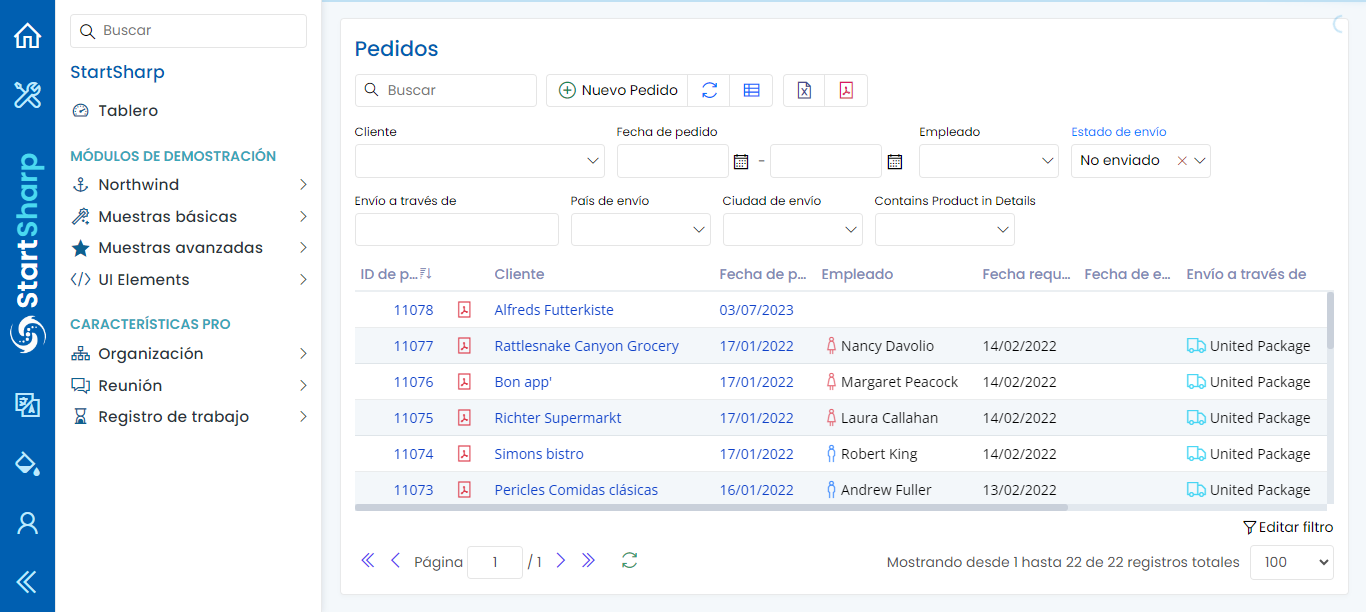 StartSharp
Buscar
StartSharp
Tablero
MÓDULOS DE DEMOSTRACIÓN
Northwind
Muestras básicas
Muestras avanzadas
UI Elements
CARACTERÍSTICAS PRO
Organización
Reunión
Registro de trabajo
Pedidos
Buscar Nuevo Pedido
Cliente Fecha de pedido Empleado Estado de envío
– No enviado
Envío a través de País de envío Ciudad de envío Contains Product in Details
ID de p... Cliente Fecha de p... Empleado Fecha requ... Fecha de e... Envío a través de
11078 Alfreds Futterkiste 03/07/2023
11077 Rattlesnake Canyon Grocery 17/01/2022 Nancy Davolio 14/02/2022 United Package
11076 Bon app' 17/01/2022 Margaret Peacock 14/02/2022 United Package
11075 Richter Supermarkt 17/01/2022 Laura Callahan 14/02/2022 United Package
11074 Simons bistro 17/01/2022 Robert King 14/02/2022 United Package
11073 Pericles Comidas clásicas 16/01/2022 Andrew Fuller 13/02/2022 United Package
Editar filtro
Página 1 / 1 Mostrando desde 1 hasta 22 de 22 registros totales 100